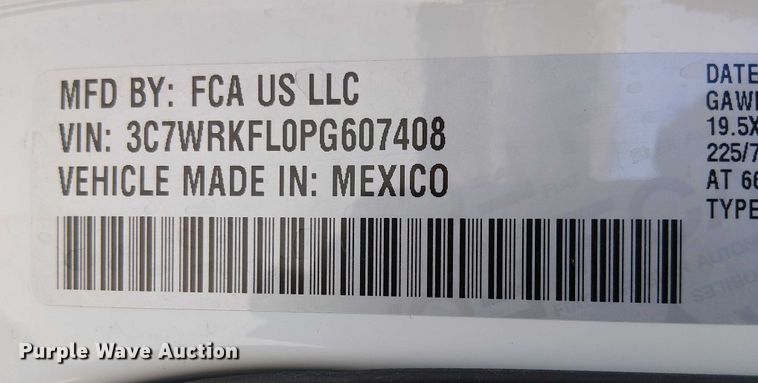 MFD BY: FCA US LLC
VIN: 3C7WRKFL0PG607408
VEHICLE MADE IN: MEXICO
DATE
GAW
19.5X
225/7
AT 66
TYPE
Purple Wave Auction